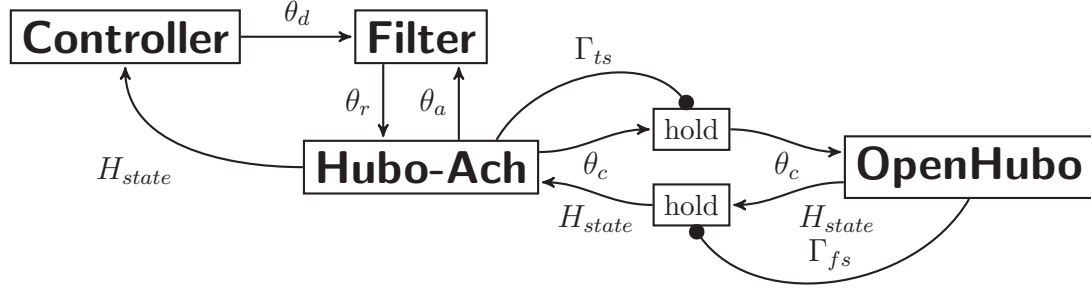 θ_d
Controller
Filter
Γ_ts
θ_r
θ_a
hold
H_state
Hubo-Ach
θ_c
θ_c
OpenHubo
hold
H_state
H_state
Γ_fs